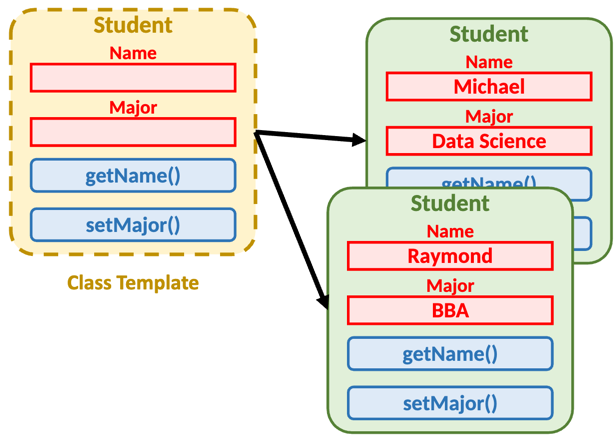 Student
Name
Major
getName()
setMajor()
Class Template
Student
Name
Michael
Major
Data Science
getName()
Student
Name
Raymond
Major
BBA
getName()
setMajor()